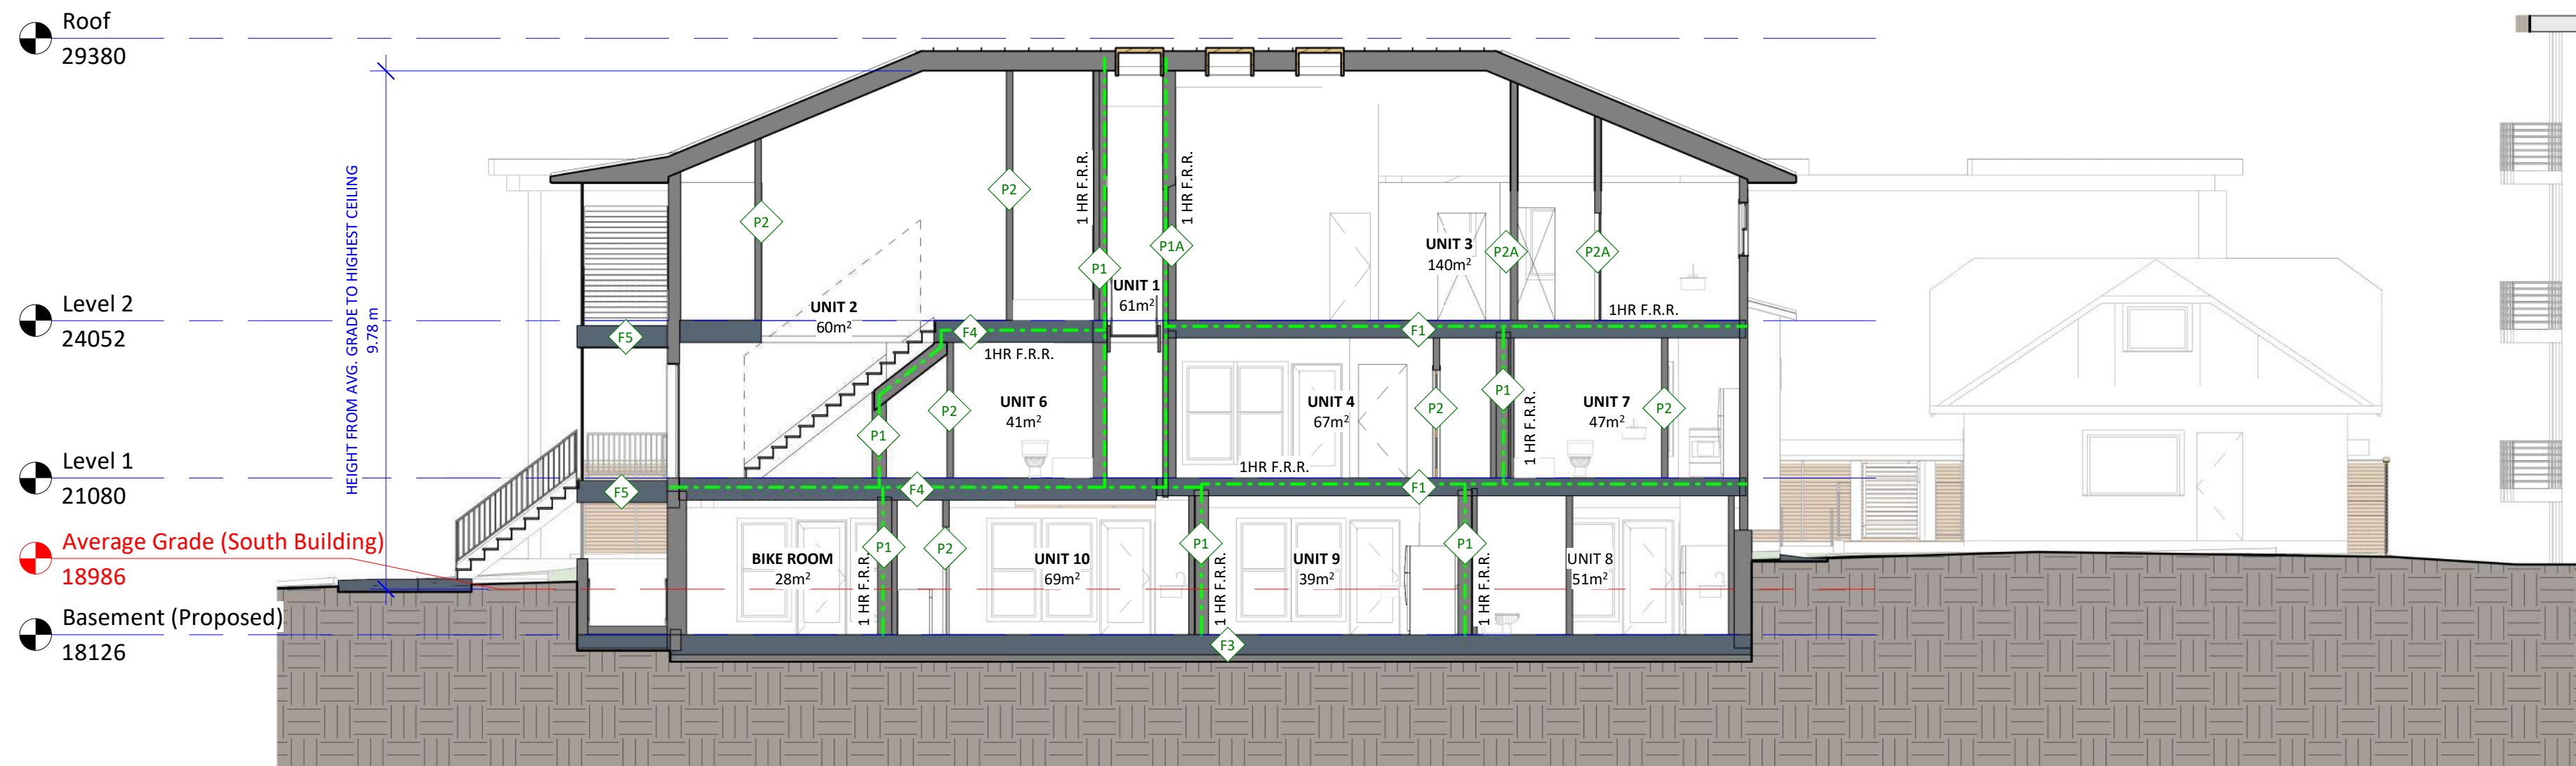 Roof
29380
HEIGHT FROM AVG. GRADE TO HIGHEST CEILING
9.78 m
P2
P2
1 HR F.R.R.
1 HR F.R.R.
P1
P1A
UNIT 1
61m²
UNIT 3
140m²
P2A
P2A
Level 2
24052
UNIT 2
60m²
1HR F.R.R.
F5
F4
F1
1HR F.R.R.
P1
P2
UNIT 6
41m²
UNIT 4
67m²
P2
P1
1 HR F.R.R.
UNIT 7
47m²
P2
Level 1
21080
1HR F.R.R.
F5
F4
F1
Average Grade (South Building)
18986
BIKE ROOM
28m²
1 HR F.R.R.
P1
P2
UNIT 10
69m²
P1
1 HR F.R.R.
UNIT 9
39m²
P1
1 HR F.R.R.
UNIT 8
51m²
Basement (Proposed)
18126
F3